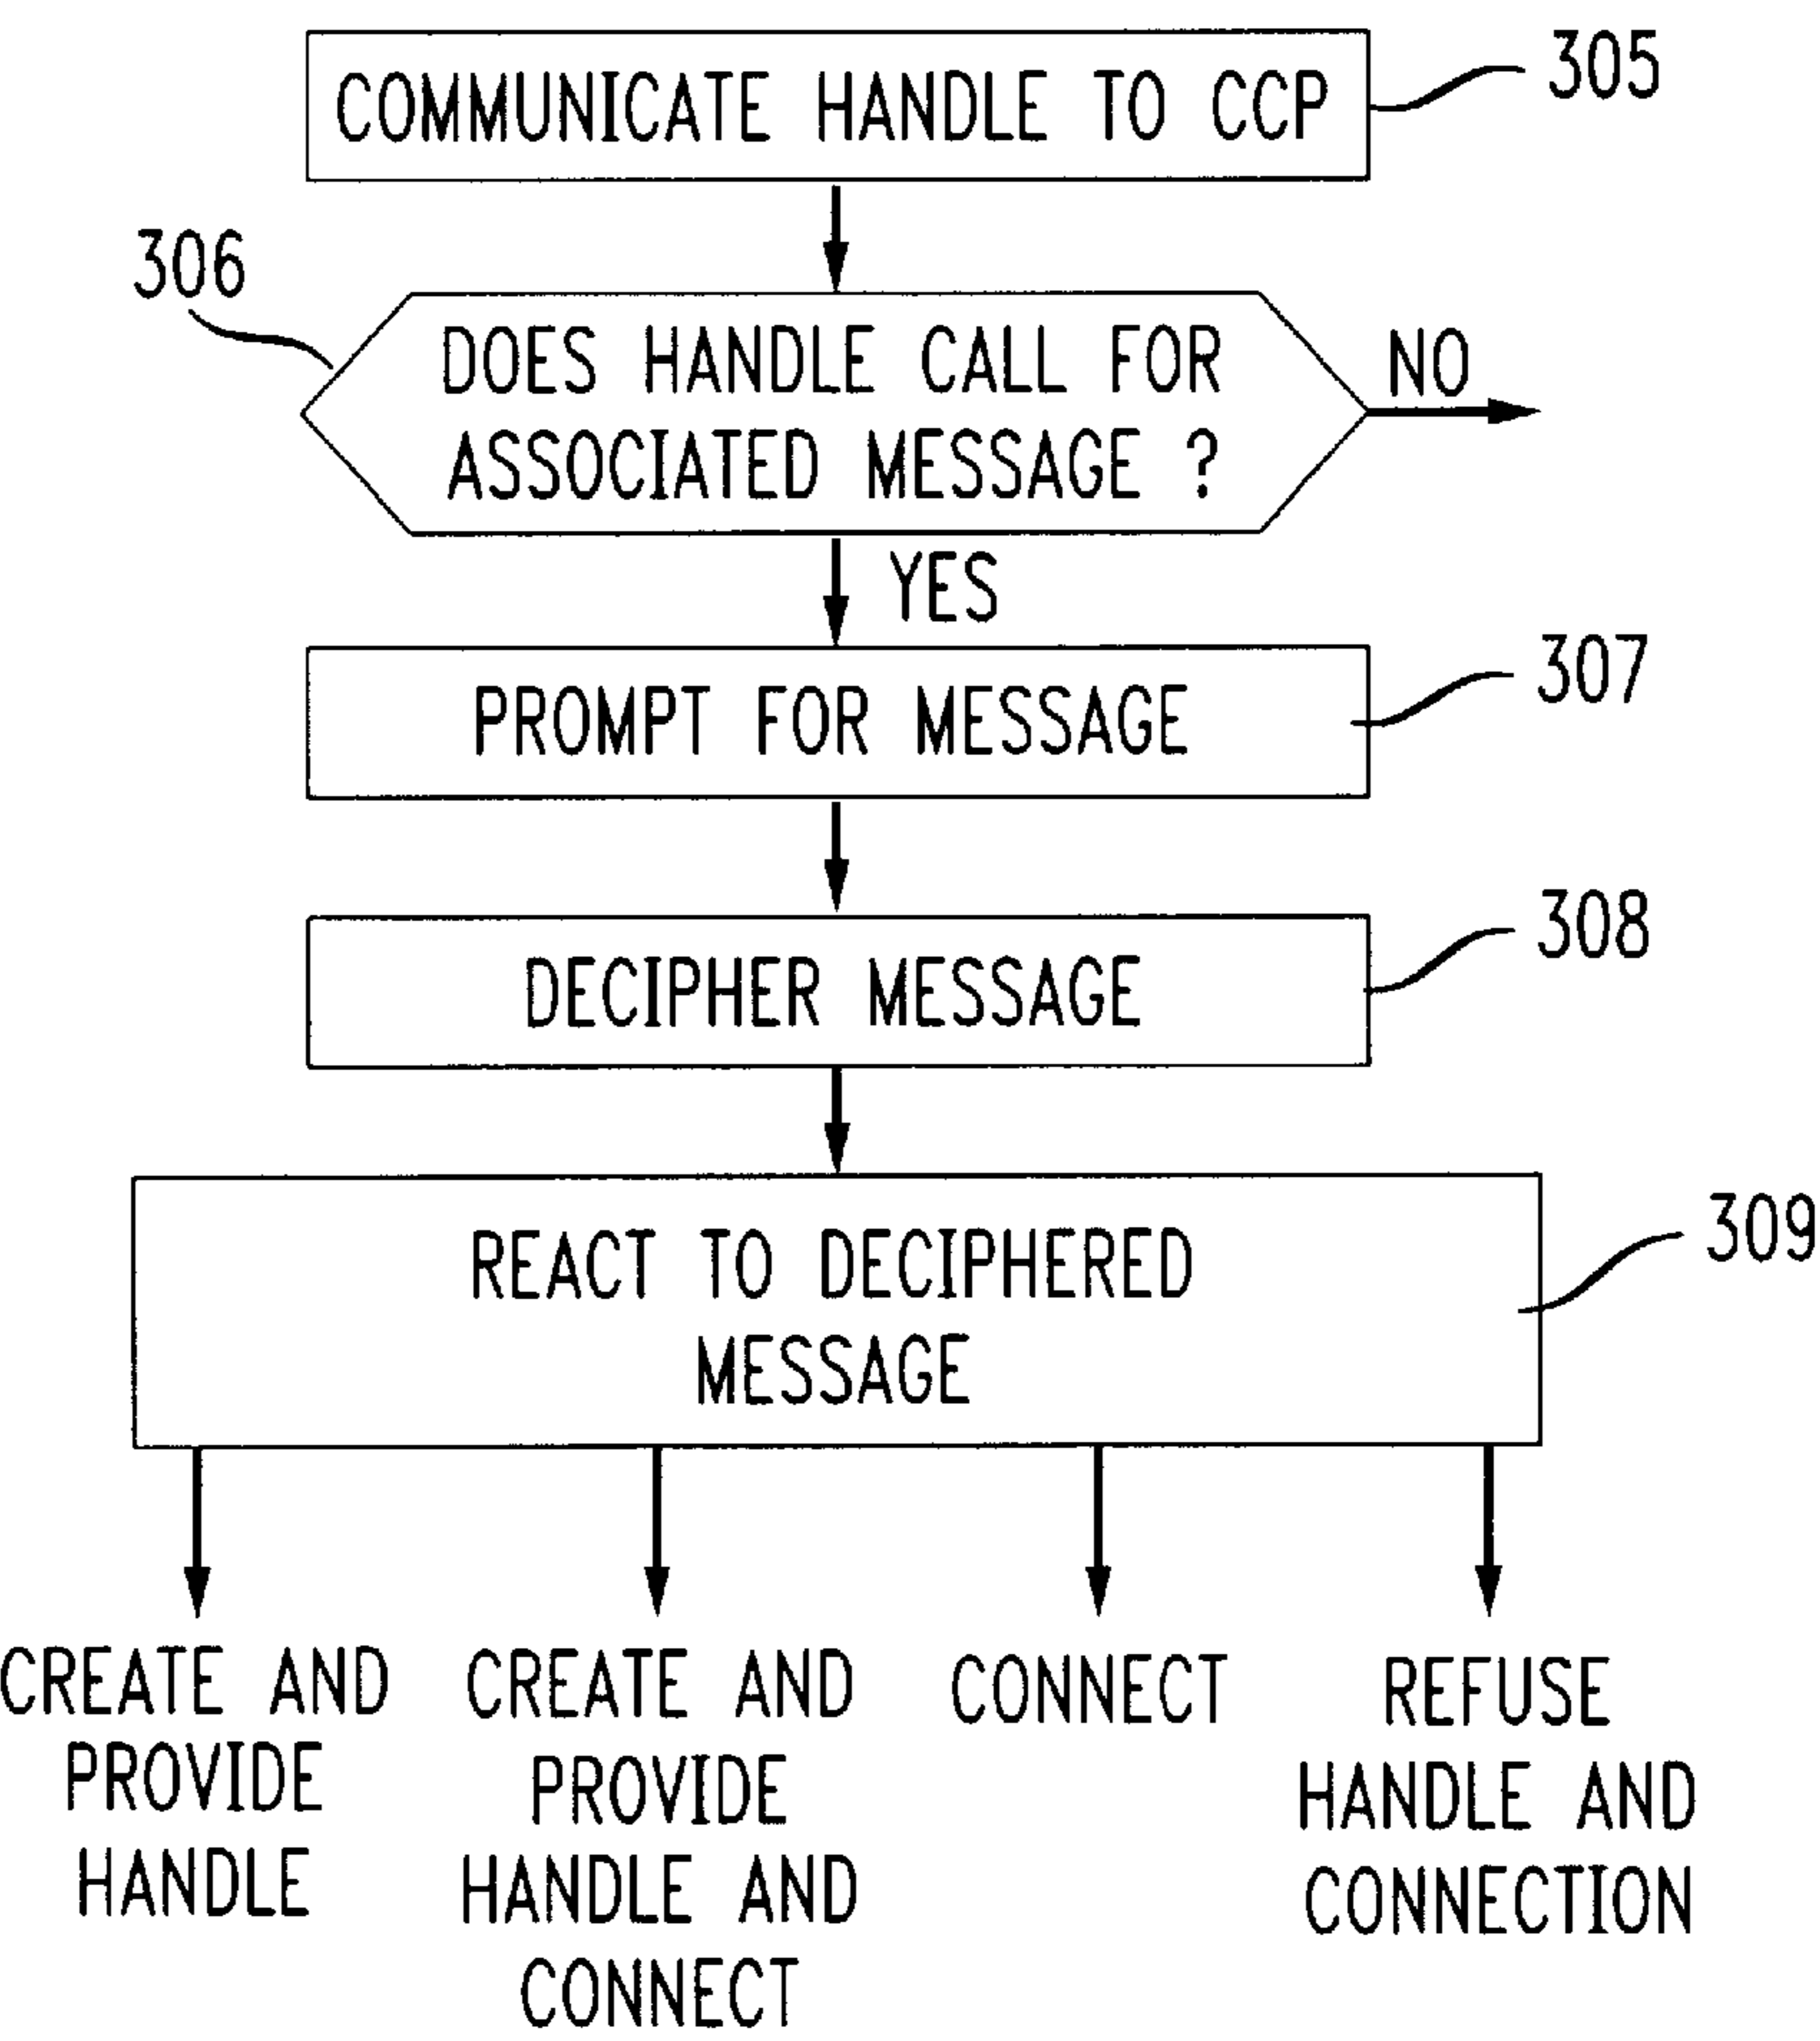 COMMUNICATE HANDLE TO CCP
305
306
DOES HANDLE CALL FOR
ASSOCIATED MESSAGE ?
NO
YES
PROMPT FOR MESSAGE
307
DECIPHER MESSAGE
308
REACT TO DECIPHERED
MESSAGE
309
CREATE AND
PROVIDE
HANDLE
CREATE AND
PROVIDE
HANDLE AND
CONNECT
CONNECT
REFUSE
HANDLE AND
CONNECTION